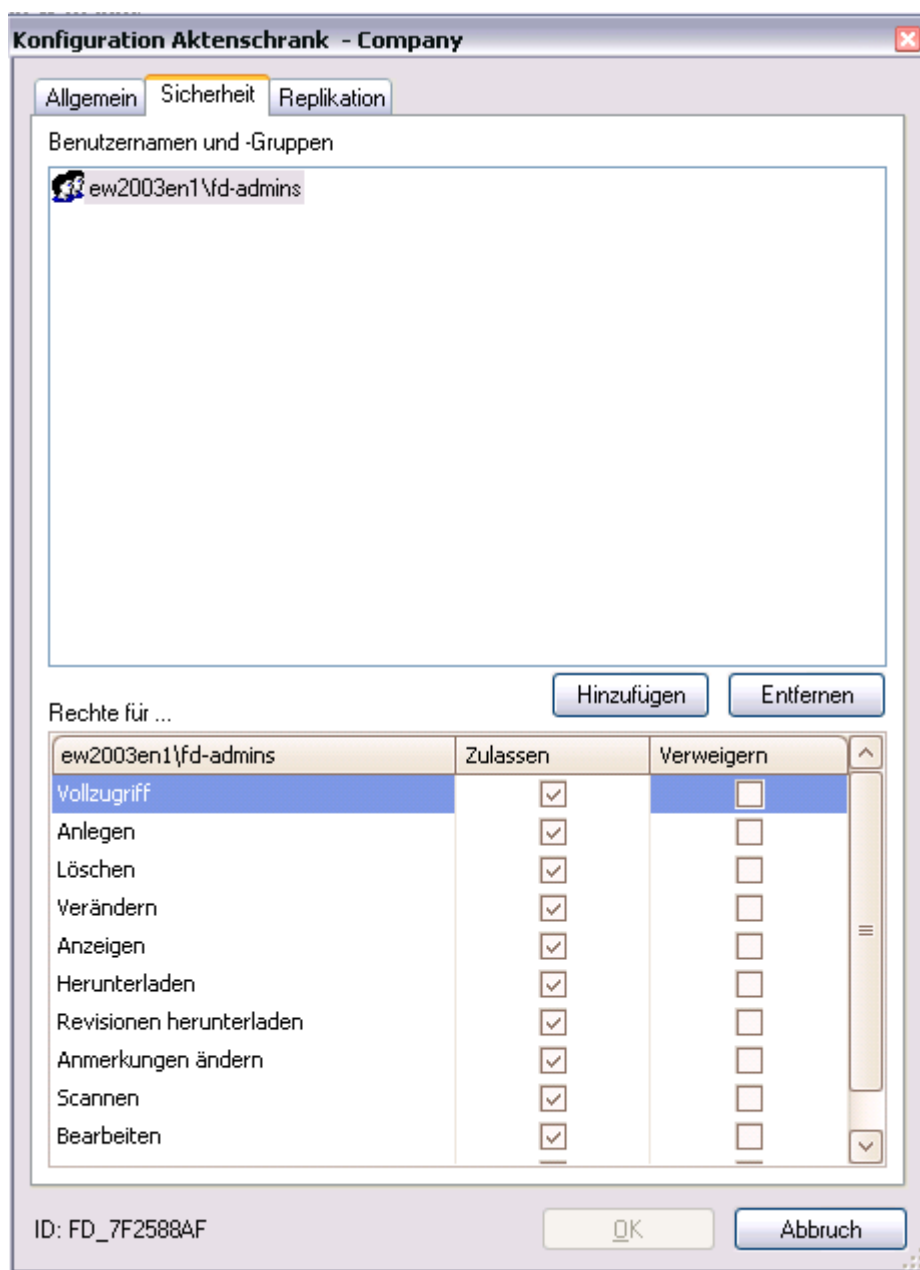 Konfiguration Aktenschrank - Company
Allgemein
Sicherheit
Replikation
Benutzernamen und -Gruppen
ew2003en1\fd-admins
Hinzufügen
Entfernen
Rechte für ...
ew2003en1\fd-admins Zulassen Verweigern
Vollzugriff
Anlegen
Löschen
Verändern
Anzeigen
Herunterladen
Revisionen herunterladen
Anmerkungen ändern
Scannen
Bearbeiten
ID: FD_7F2588AF
OK
Abbruch